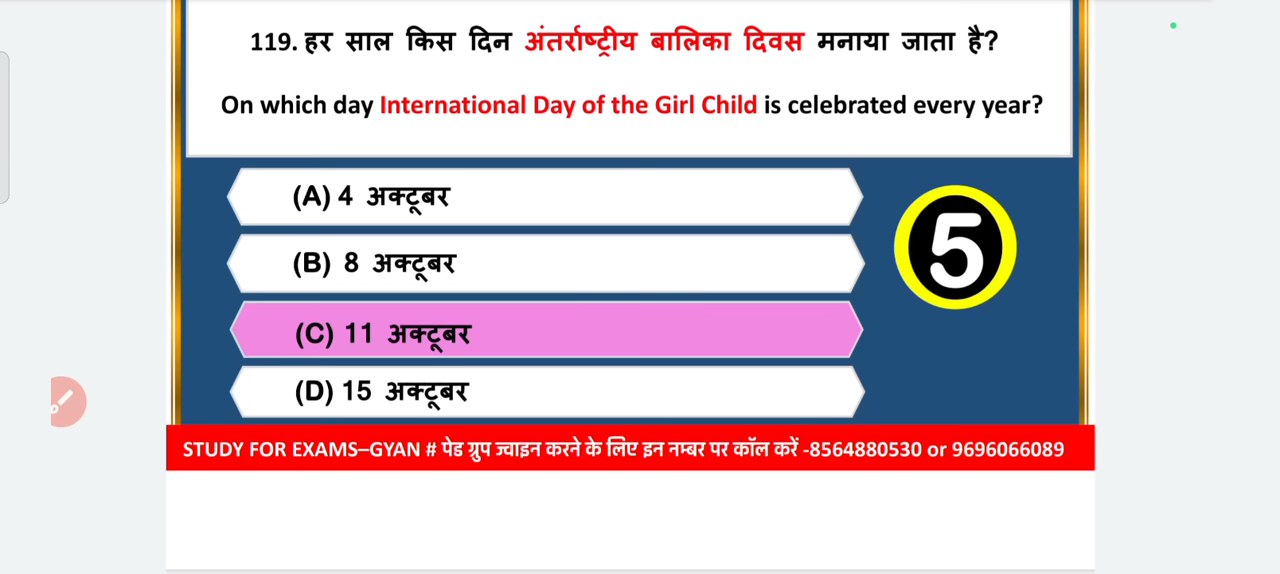 119. हर साल किस दिन अंतर्राष्ट्रीय बालिका दिवस मनाया जाता है?
On which day International Day of the Girl Child is celebrated every year?
(A) 4 अक्टूबर
(B) 8 अक्टूबर
5
(C) 11 अक्टूबर
(D) 15 अक्टूबर
STUDY FOR EXAMS–GYAN # पेड ग्रुप ज्वाइन करने के लिए इन नम्बर पर कॉल करें -8564880530 or 9696066089